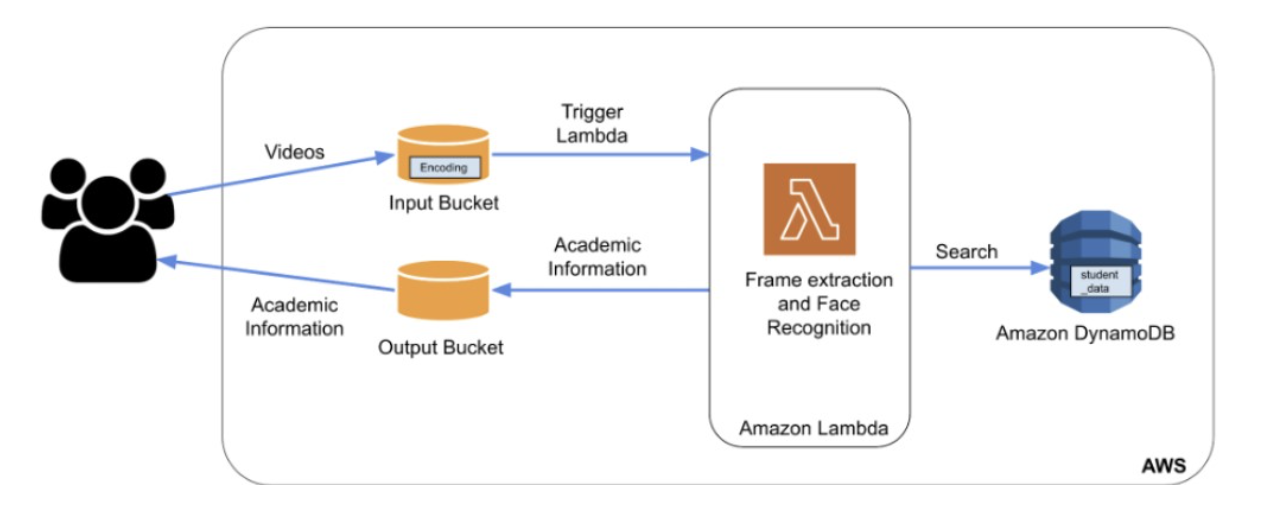 Videos
Encoding
Input Bucket
Trigger
Lambda
Academic
Information
Output Bucket
Academic
Information
Frame extraction
and Face
Recognition
Amazon Lambda
Search
student
_data
Amazon DynamoDB
AWS